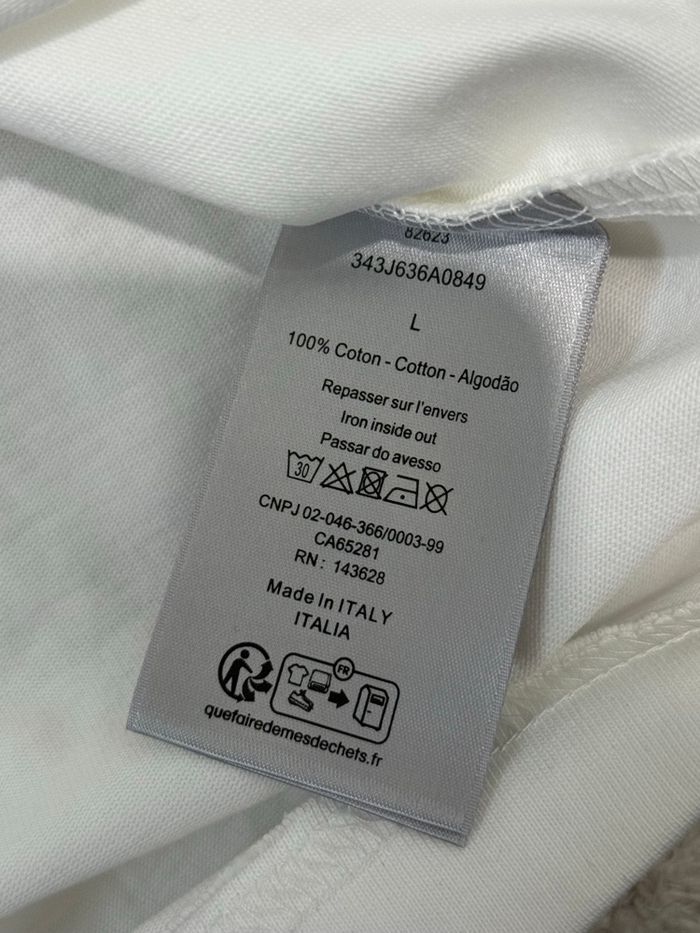 82623
343J636A0849
L
100% Coton - Cotton - Algodão
Repasser sur l'envers
Iron inside out
Passar do avesso
30
CNPJ 02-046-366/0003-99
CA65281
RN : 143628
Made In ITALY
ITALIA
FR
quefairedemesdechets.fr